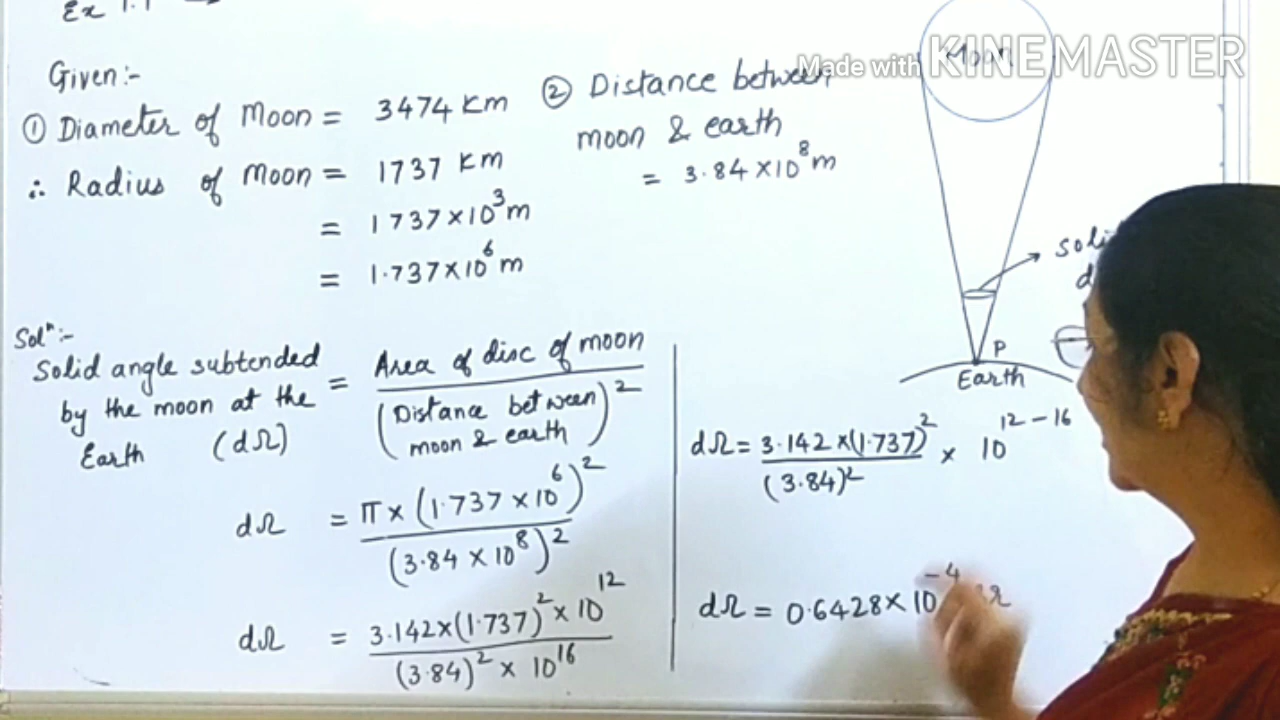 Ex 1.1
Given:-
① Diameter of Moon = 3474 Km
∴ Radius of Moon = 1737 Km
= 1737×10³m
= 1.737×10⁶m
② Distance between
moon & earth
= 3.84×10⁸m
Moon
Made with KINEMASTER
P
Earth
Solⁿ:-
Solid angle subtended
by the moon at the
Earth (dΩ)
= Area of disc of moon / (Distance between moon & earth)²
dΩ = π × (1.737 × 10⁶)² / (3.84 × 10⁸)²
dΩ = 3.142×(1.737)² × 10¹² / (3.84)² × 10¹⁶
dΩ = 3.142 ×(1.737)² / (3.84)² × 10¹²⁻¹⁶
dΩ = 0.6428 × 10⁻⁴